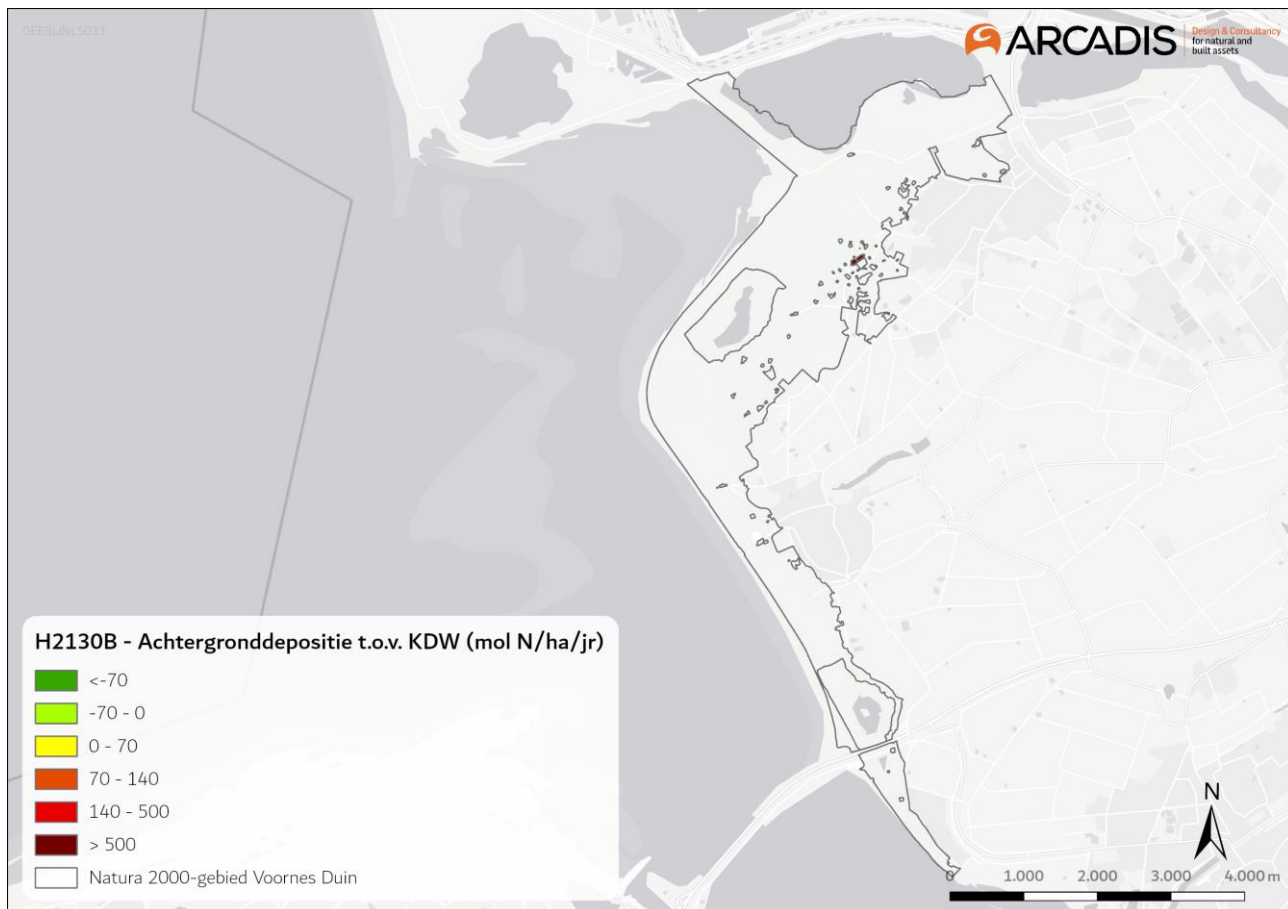 GEERLINLS033
ARCADIS
Design & Consultancy
for natural and
built assets
H2130B - Achtergronddepositie t.o.v. KDW (mol N/ha/jr)
<-70
-70 - 0
0 - 70
70 - 140
140 - 500
> 500
Natura 2000-gebied Voornes Duin
N
0 1.000 2.000 3.000 4.000 m